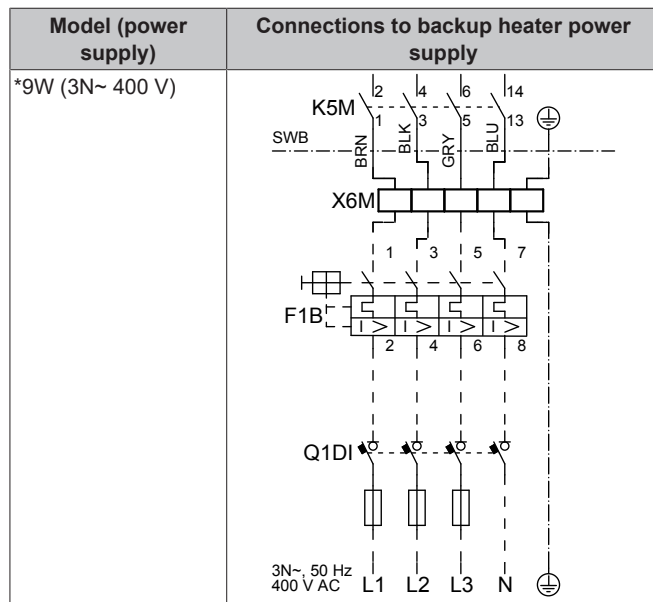 Model (power supply)
Connections to backup heater power supply
*9W (3N~ 400 V)
2 4 6 14
K5M
1 3 5 13
SWB
BRN BLK GRY BLU
X6M
1 3 5 7
F1B
I > I > I > I >
2 4 6 8
Q1DI
3N~, 50 Hz
400 V AC
L1 L2 L3 N